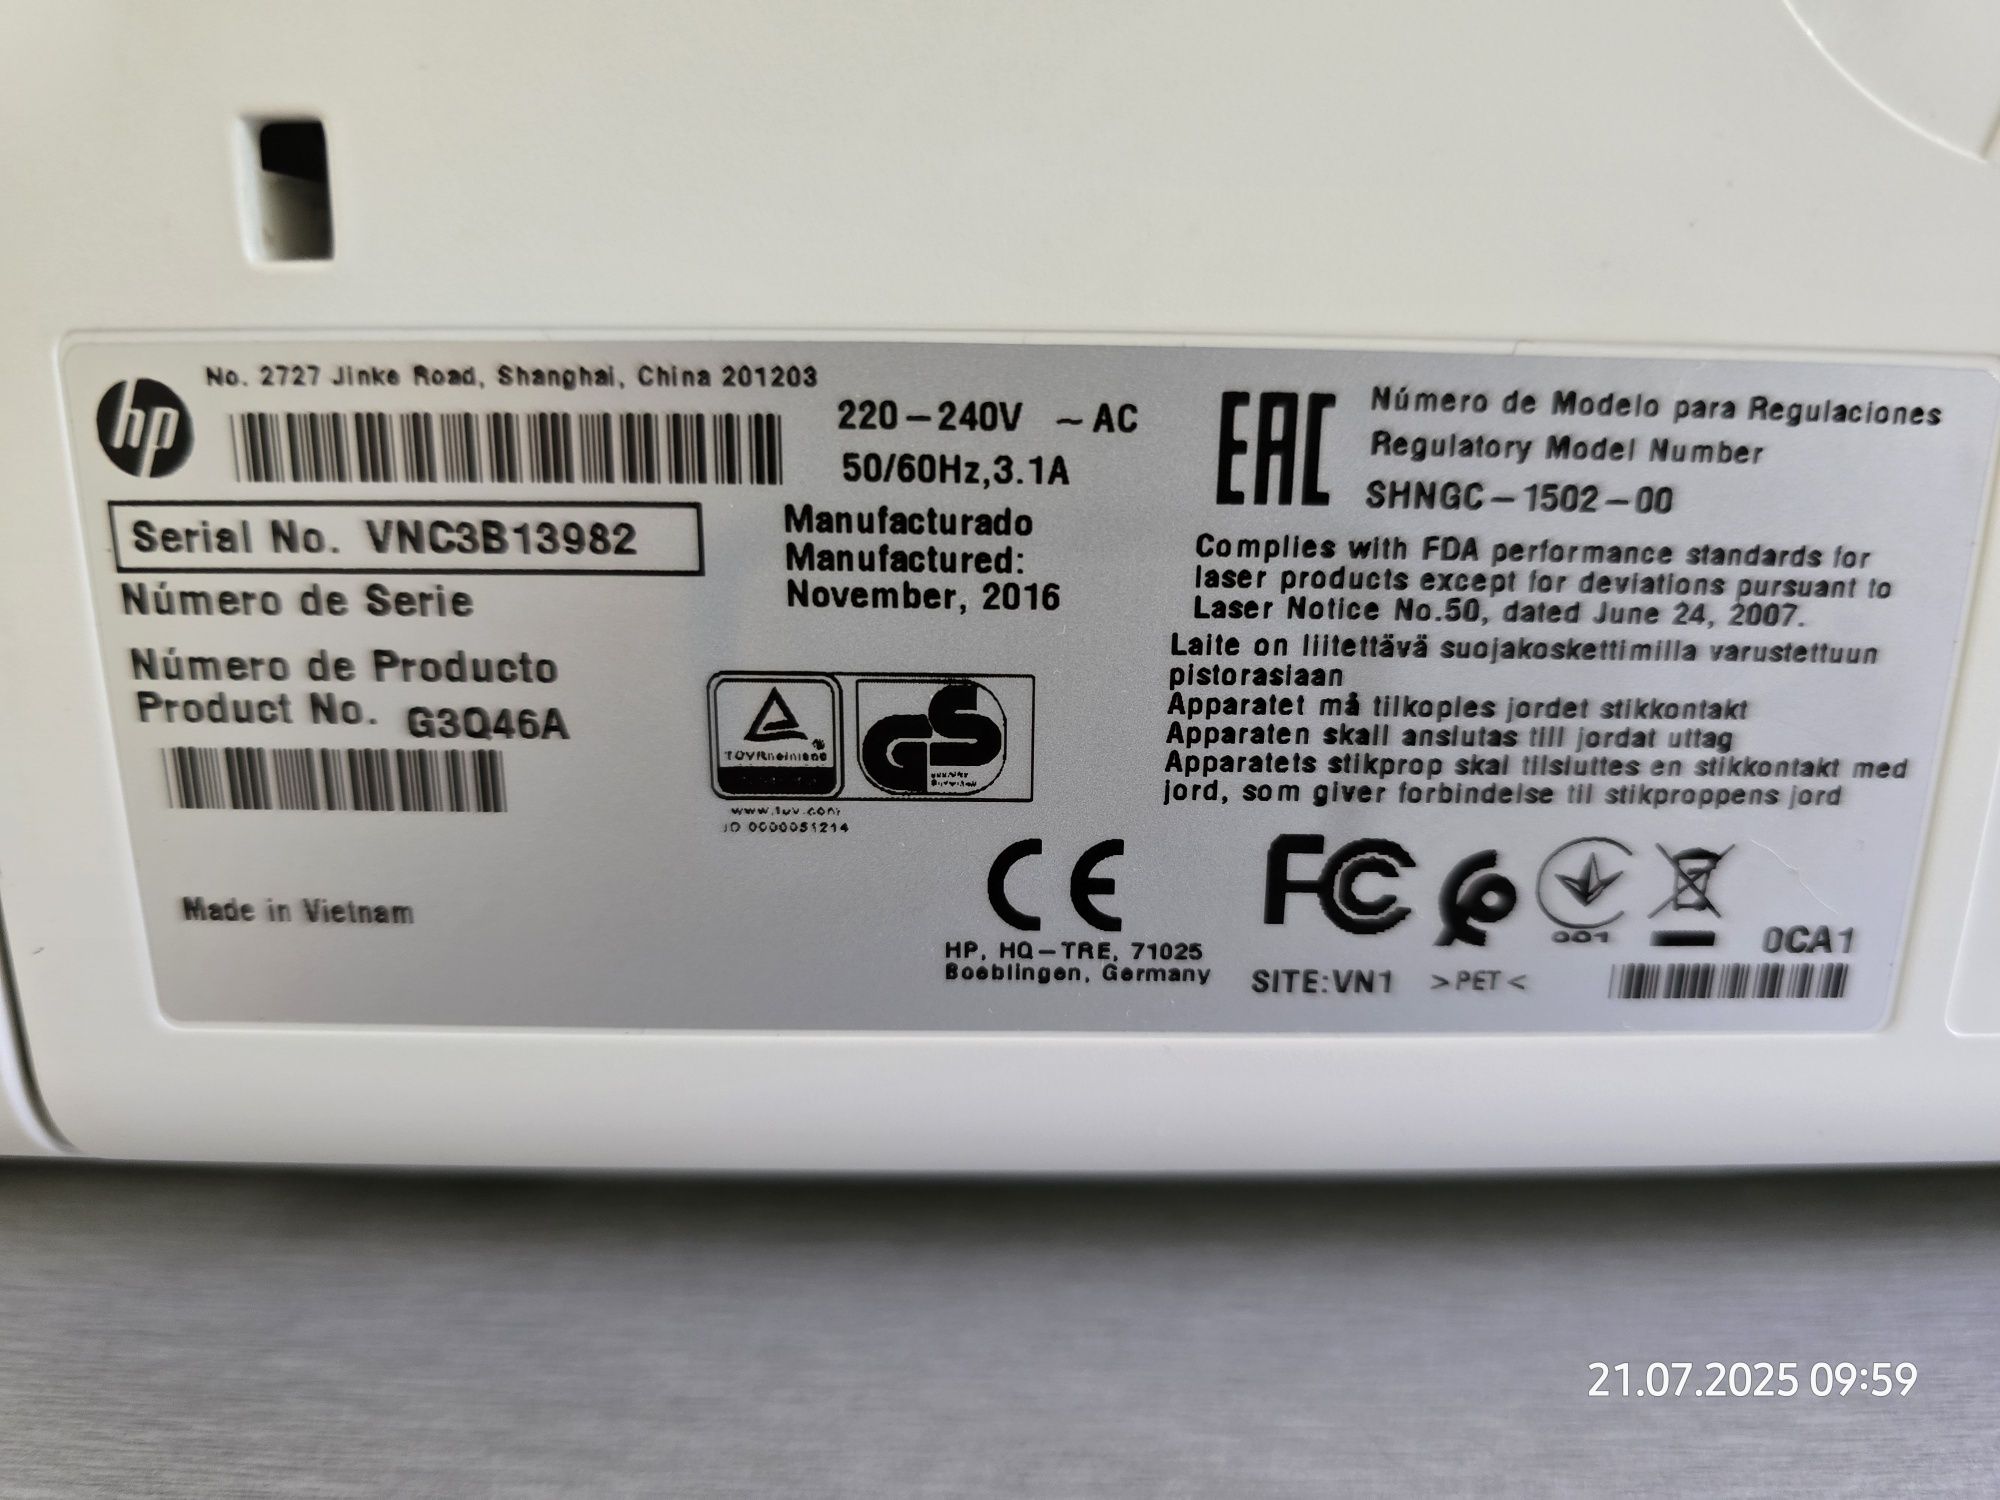 hp
No. 2727 Jinke Road, Shanghai, China 201203
Serial No. VNC3B13982
Número de Serie
Número de Producto
Product No. G3Q46A
Made in Vietnam
220-240V ~ AC
50/60Hz,3.1A
Manufacturado
Manufactured:
November, 2016
TÜVRheinland
GS
www.tuv.com
ID 0000051214
CE
HP, HQ-TRE, 71025
Boeblingen, Germany
EAC
Número de Modelo para Regulaciones
Regulatory Model Number
SHNGC-1502-00
Complies with FDA performance standards for
laser products except for deviations pursuant to
Laser Notice No.50, dated June 24, 2007.
Laite on liitettävä suojakoskettimilla varustettuun
pistorasiaan
Apparatet må tilkoples jordet stikkontakt
Apparaten skall anslutas till jordat uttag
Apparatets stikprop skal tilsluttes en stikkontakt med
jord, som giver forbindelse til stikproppens jord
FC
001
0CA1
SITE:VN1 >PET<
21.07.2025 09:59